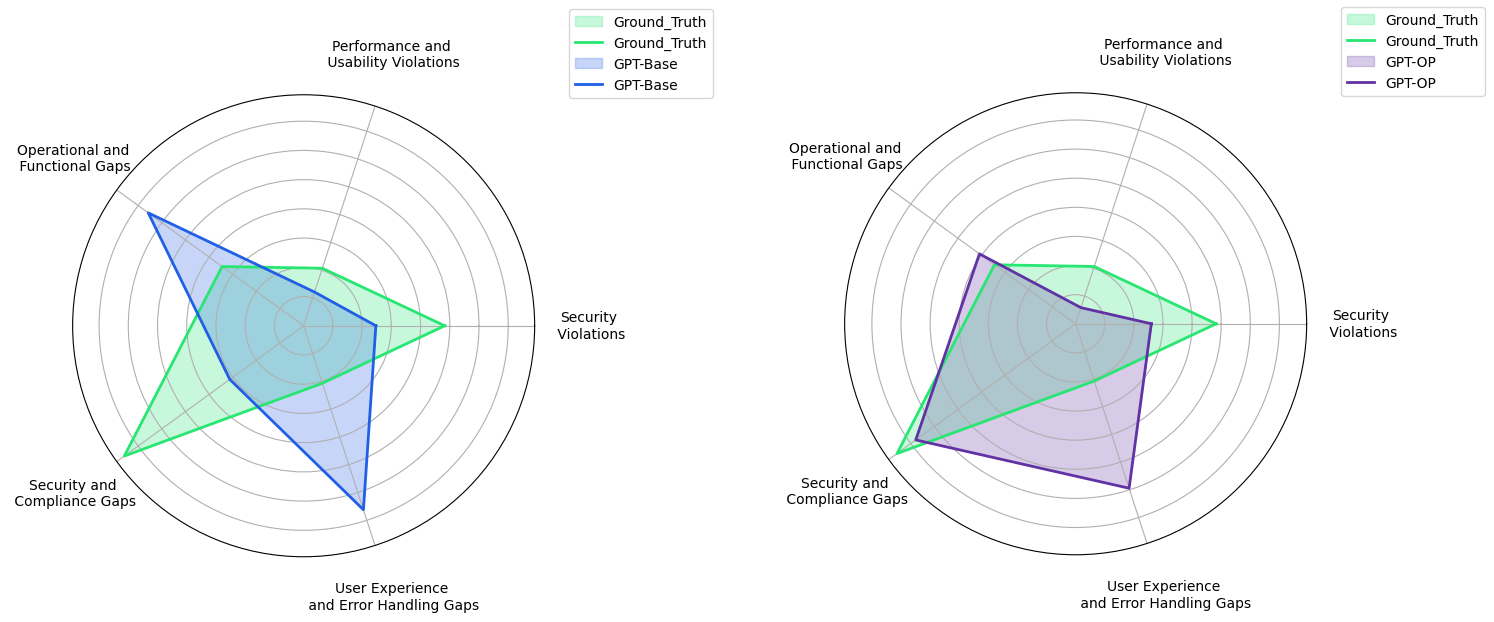 Ground_Truth
Ground_Truth
GPT-Base
GPT-Base
Performance and
Usability Violations
Operational and
Functional Gaps
Security
Violations
Security and
Compliance Gaps
User Experience
and Error Handling Gaps
Ground_Truth
Ground_Truth
GPT-OP
GPT-OP
Performance and
Usability Violations
Operational and
Functional Gaps
Security
Violations
Security and
Compliance Gaps
User Experience
and Error Handling Gaps